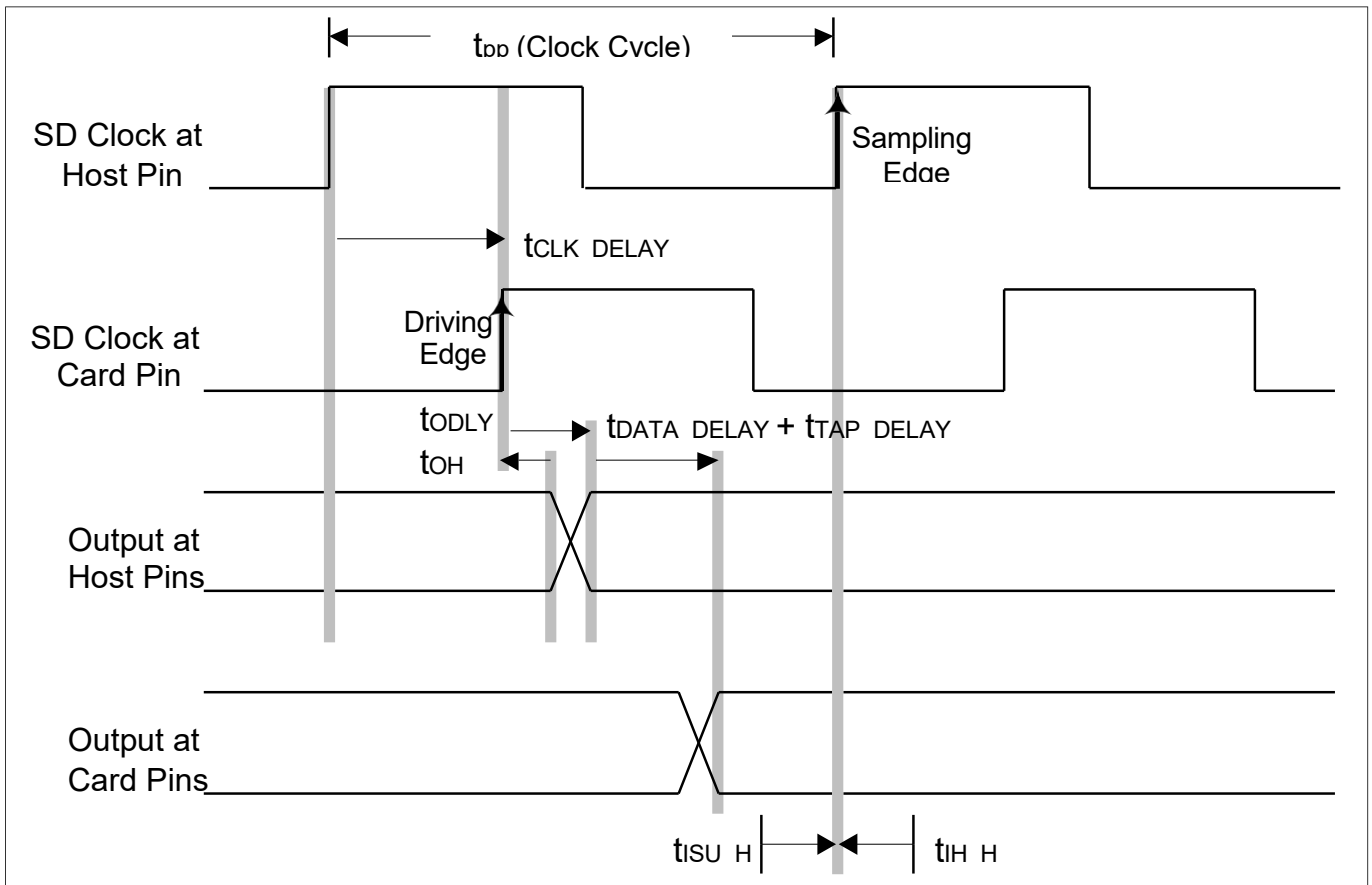 tpp (Clock Cycle)
SD Clock at
Host Pin
Sampling
Edge
tCLK DELAY
SD Clock at
Card Pin
Driving
Edge
tODLY
tDATA DELAY + tTAP DELAY
tOH
Output at
Host Pins
Output at
Card Pins
tISU H
tIH H